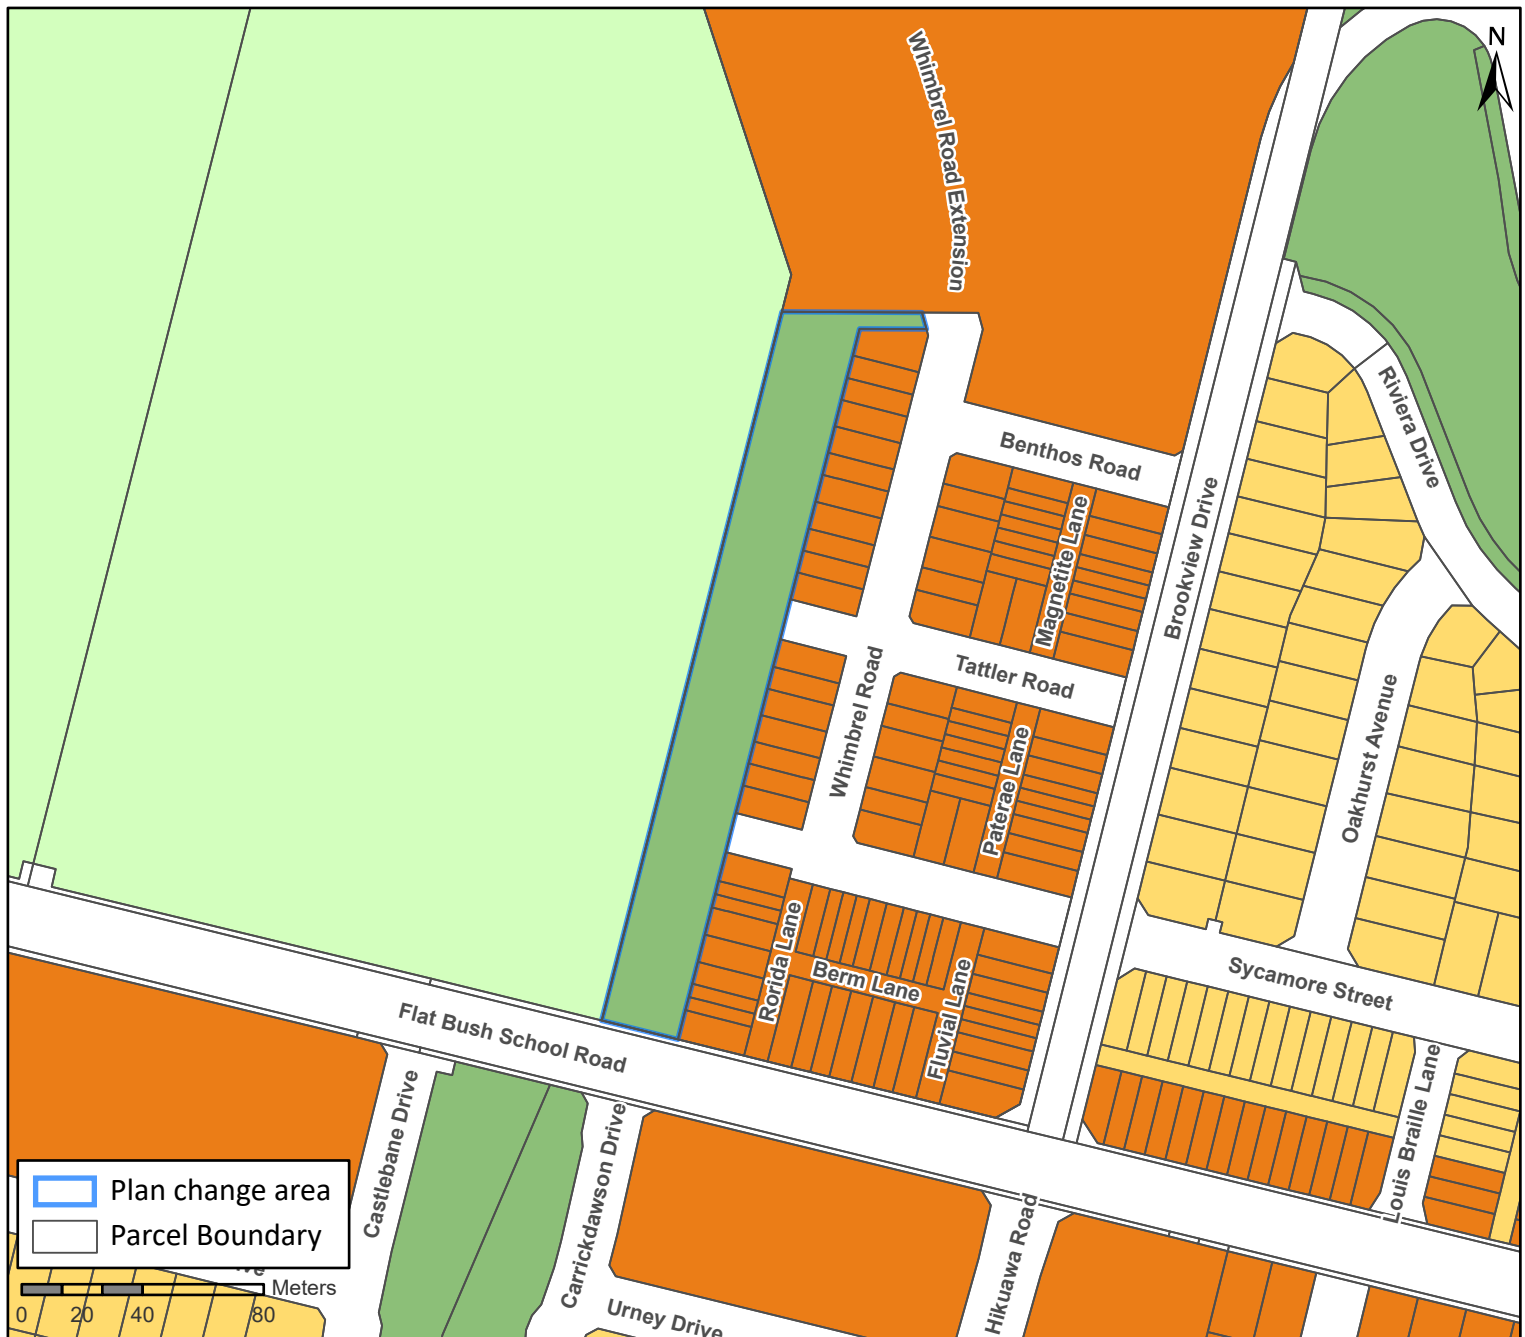 N
Whimbrel Road Extension
Riviera Drive
Benthos Road
Magnetite Lane
Brookview Drive
Tattler Road
Whimbrel Road
Oakhurst Avenue
Paterae Lane
Rorida Lane
Berm Lane
Fluvial Lane
Sycamore Street
Flat Bush School Road
Louis Braille Lane
Castlebane Drive
Carrickdawson Drive
Hikuawa Road
Urney Drive
Plan change area
Parcel Boundary
Meters
0 20 40 80